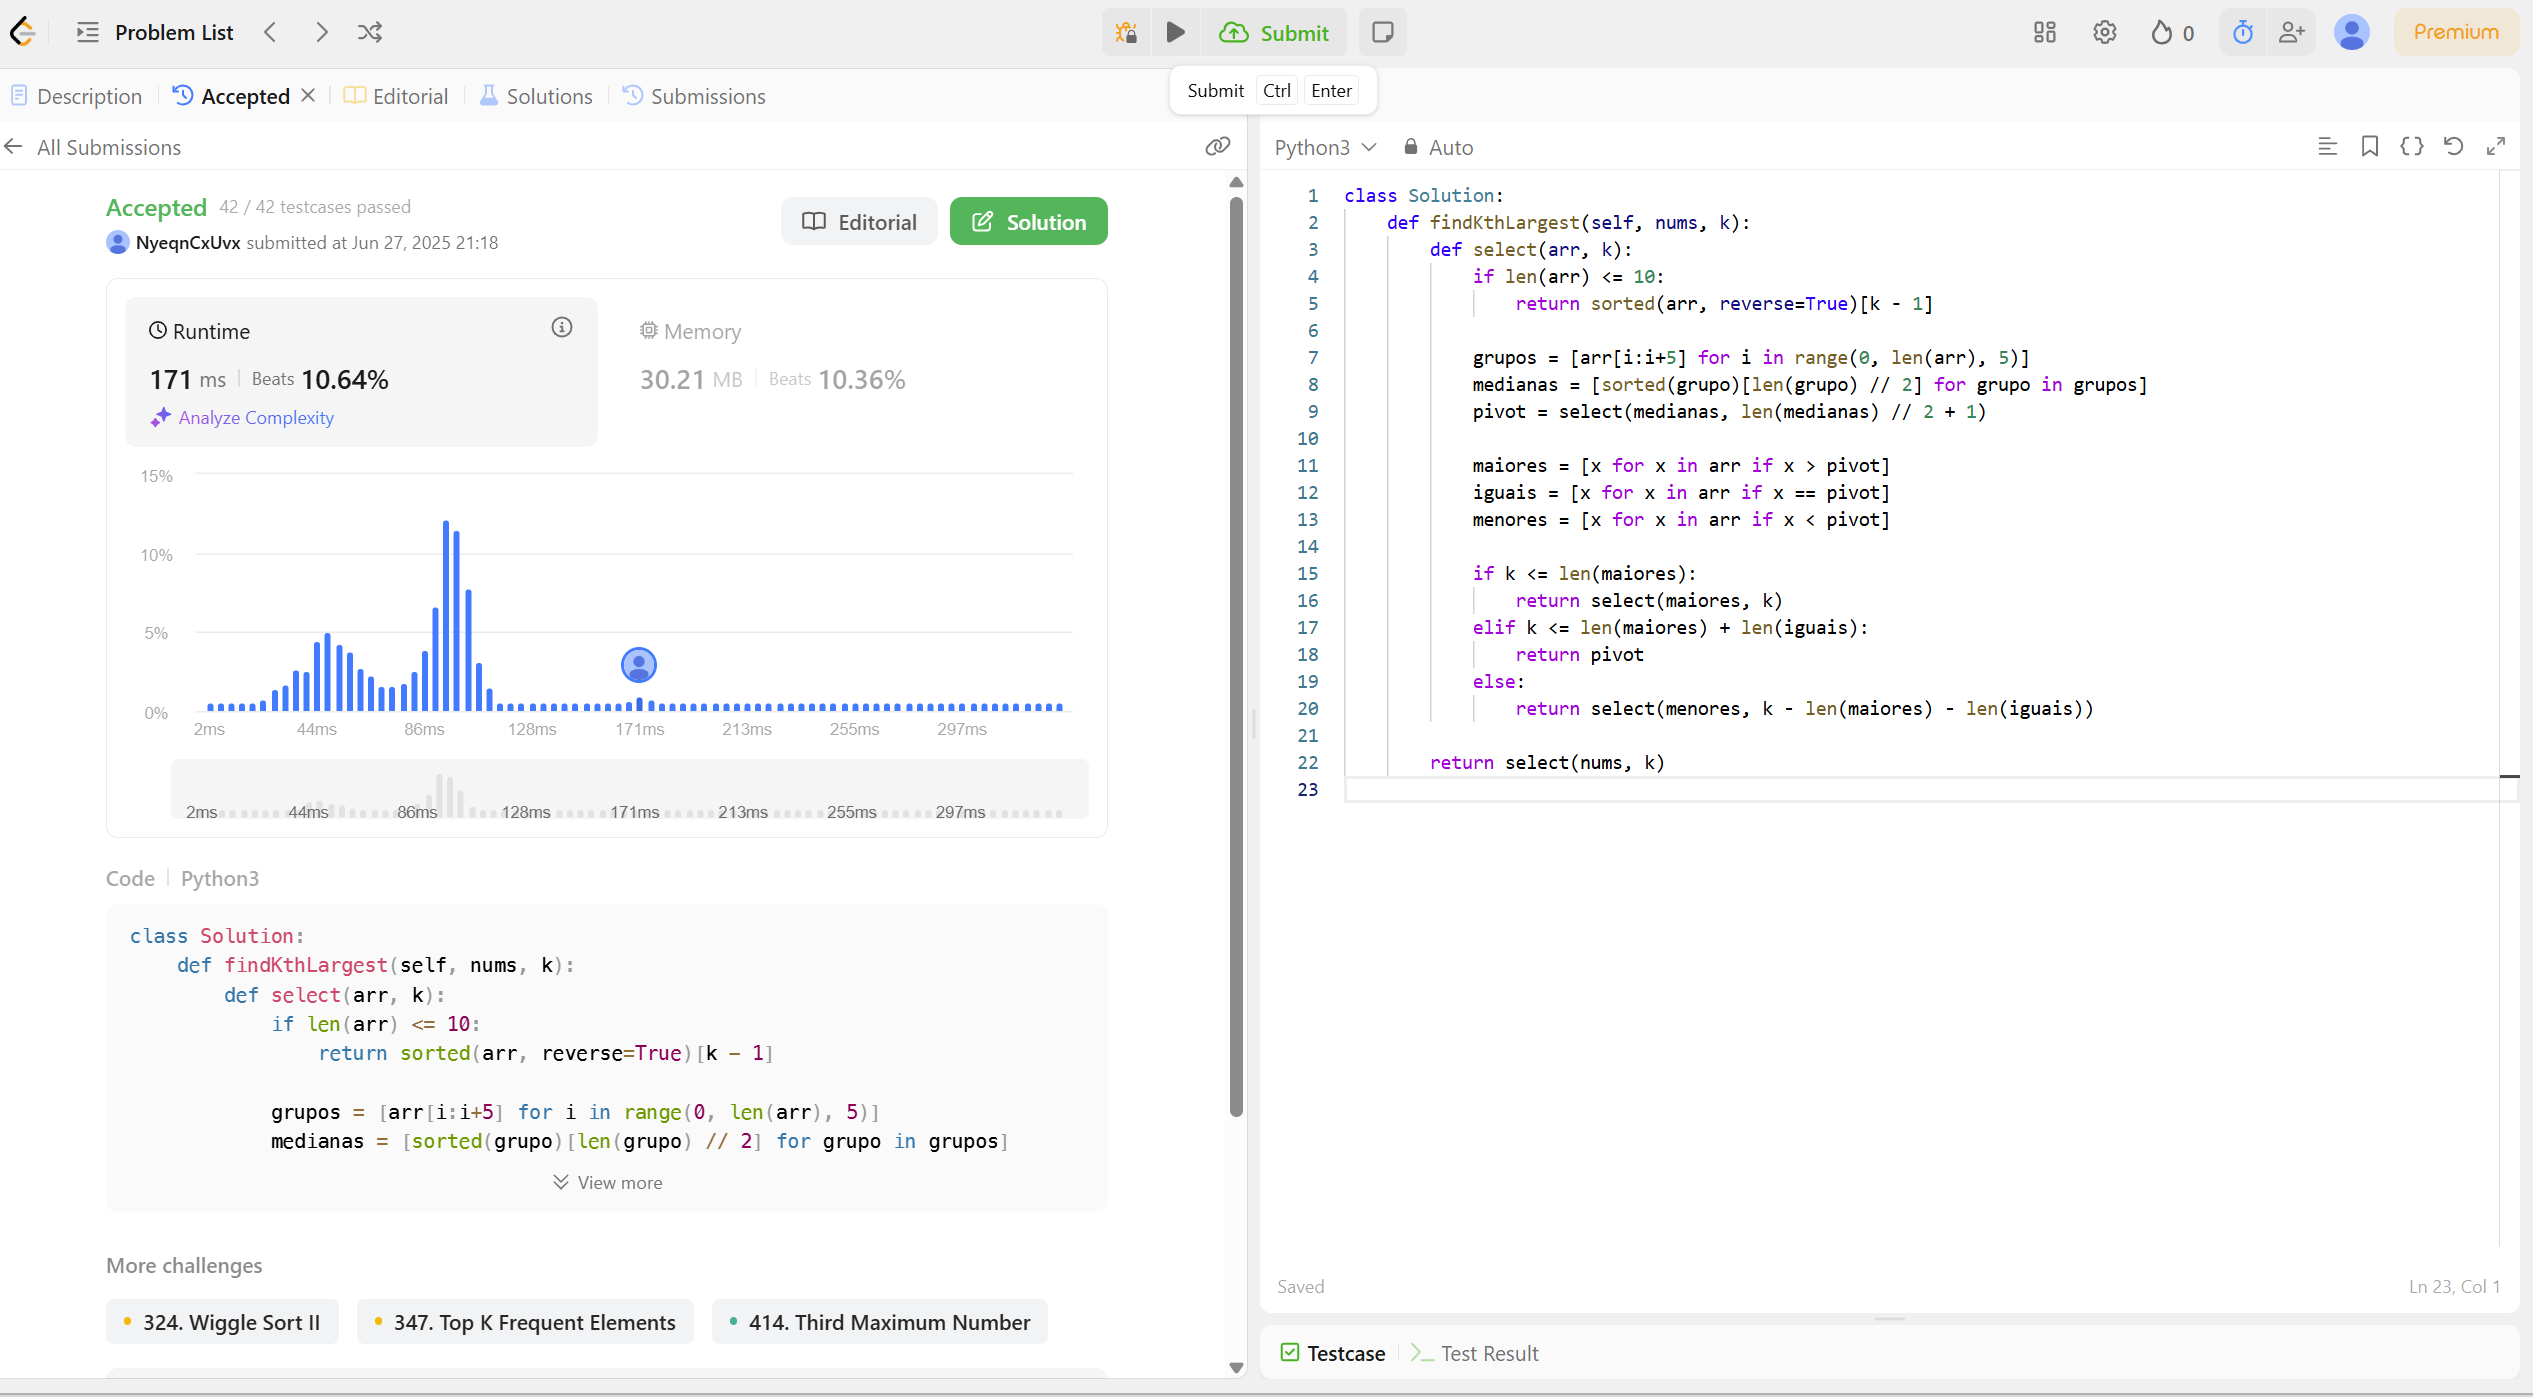 Problem List
Submit
0
Premium
Description
Accepted
Editorial
Solutions
Submissions
Submit Ctrl Enter
All Submissions
Accepted 42 / 42 testcases passed
NyeqnCxUvx submitted at Jun 27, 2025 21:18
Editorial
Solution
Runtime
171 ms Beats 10.64%
Analyze Complexity
Memory
30.21 MB Beats 10.36%
15%
10%
5%
0%
2ms 44ms 86ms 128ms 171ms 213ms 255ms 297ms
2ms 44ms 86ms 128ms 171ms 213ms 255ms 297ms
Code Python3
class Solution:
    def findKthLargest(self, nums, k):
        def select(arr, k):
            if len(arr) <= 10:
                return sorted(arr, reverse=True)[k - 1]
            grupos = [arr[i:i+5] for i in range(0, len(arr), 5)]
            medianas = [sorted(grupo)[len(grupo) // 2] for grupo in grupos]
View more
More challenges
324. Wiggle Sort II
347. Top K Frequent Elements
414. Third Maximum Number
Python3 Auto
1 class Solution:
2     def findKthLargest(self, nums, k):
3         def select(arr, k):
4             if len(arr) <= 10:
5                 return sorted(arr, reverse=True)[k - 1]
6
7             grupos = [arr[i:i+5] for i in range(0, len(arr), 5)]
8             medianas = [sorted(grupo)[len(grupo) // 2] for grupo in grupos]
9             pivot = select(medianas, len(medianas) // 2 + 1)
10
11             maiores = [x for x in arr if x > pivot]
12             iguais = [x for x in arr if x == pivot]
13             menores = [x for x in arr if x < pivot]
14
15             if k <= len(maiores):
16                 return select(maiores, k)
17             elif k <= len(maiores) + len(iguais):
18                 return pivot
19             else:
20                 return select(menores, k - len(maiores) - len(iguais))
21
22         return select(nums, k)
23
Saved
Ln 23, Col 1
Testcase
Test Result